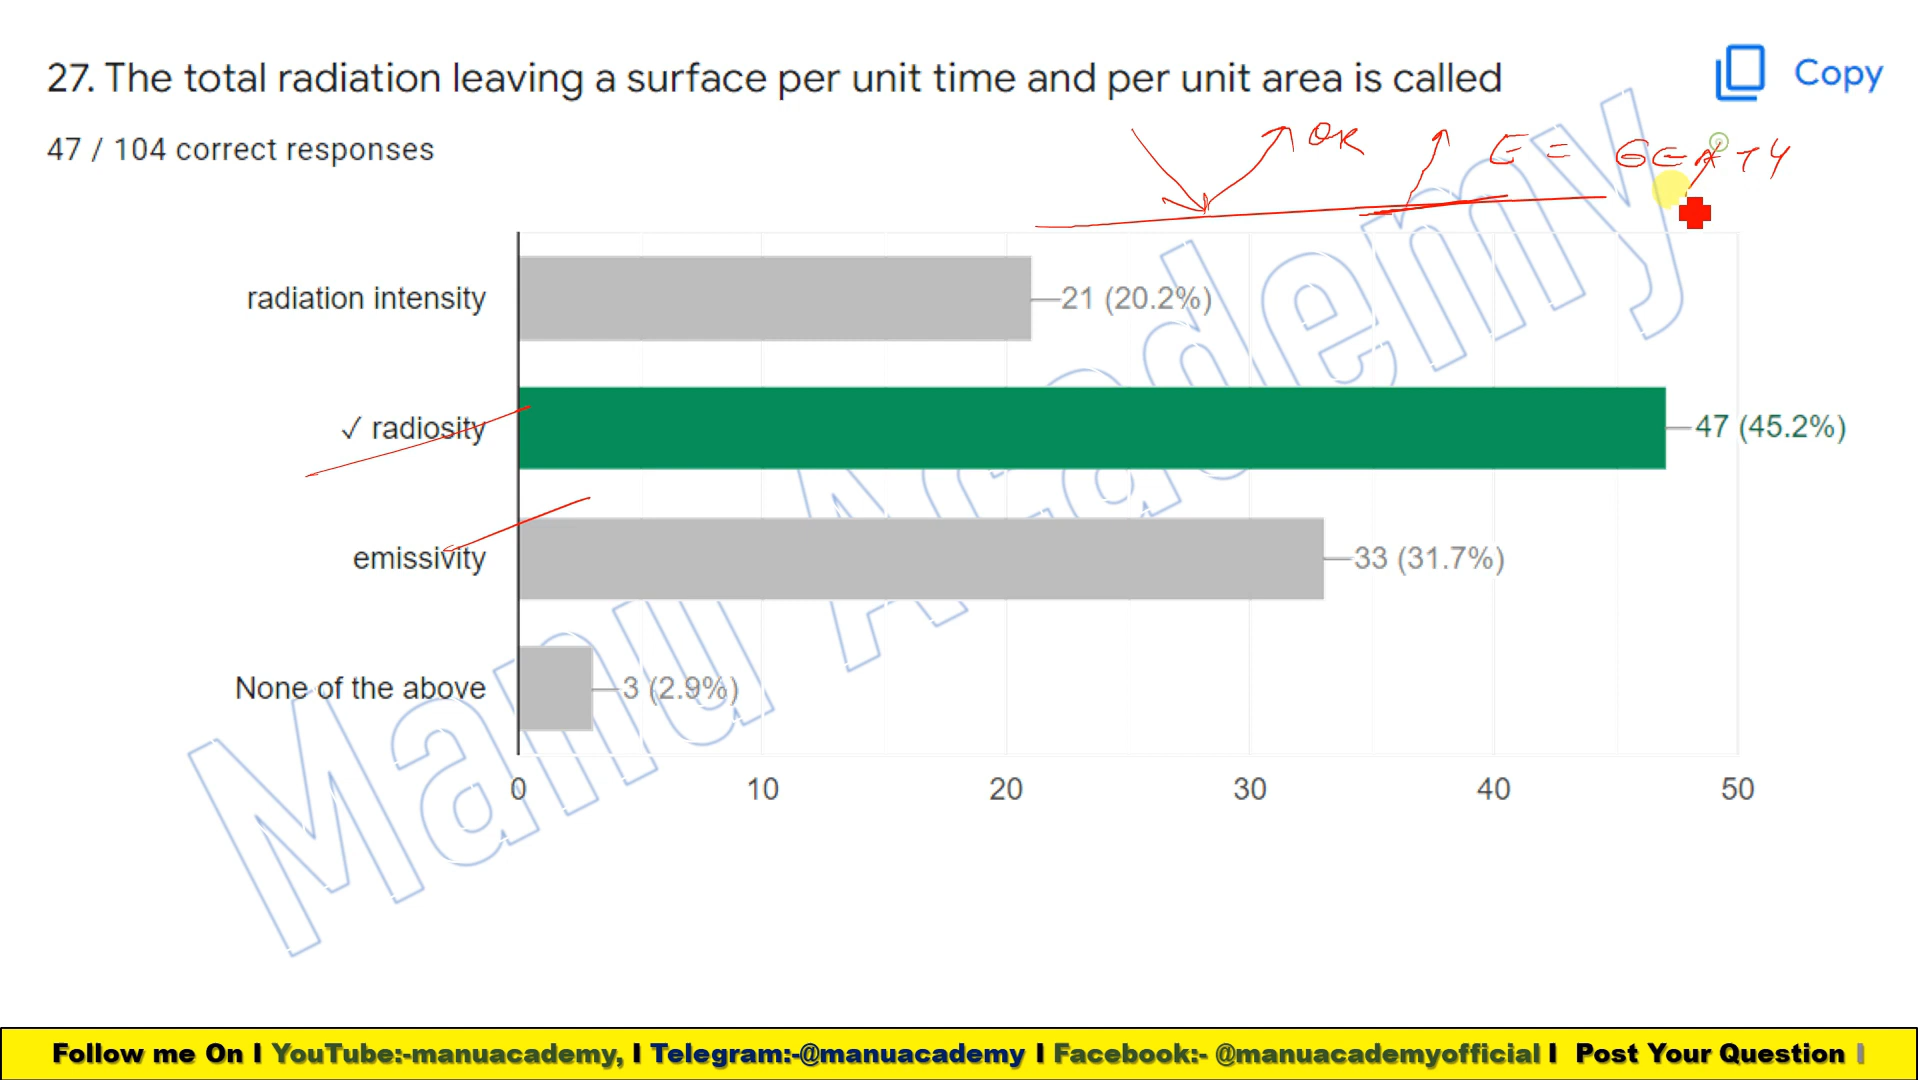 27. The total radiation leaving a surface per unit time and per unit area is called
Copy
47 / 104 correct responses
QR
E = σ∈AT4
radiation intensity
21 (20.2%)
✓ radiosity
47 (45.2%)
emissivity
33 (31.7%)
None of the above
3 (2.9%)
0 10 20 30 40 50
Manu Academy
Follow me On I YouTube:-manuacademy, I Telegram:-@manuacademy I Facebook:- @manuacademyofficial I Post Your Question I